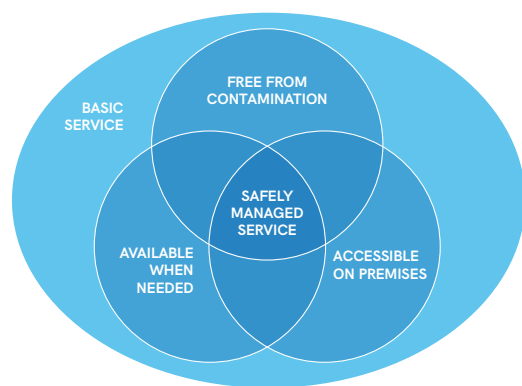 FREE FROM
CONTAMINATION
BASIC
SERVICE
SAFELY
MANAGED
SERVICE
AVAILABLE
WHEN
NEEDED
ACCESSIBLE
ON PREMISES